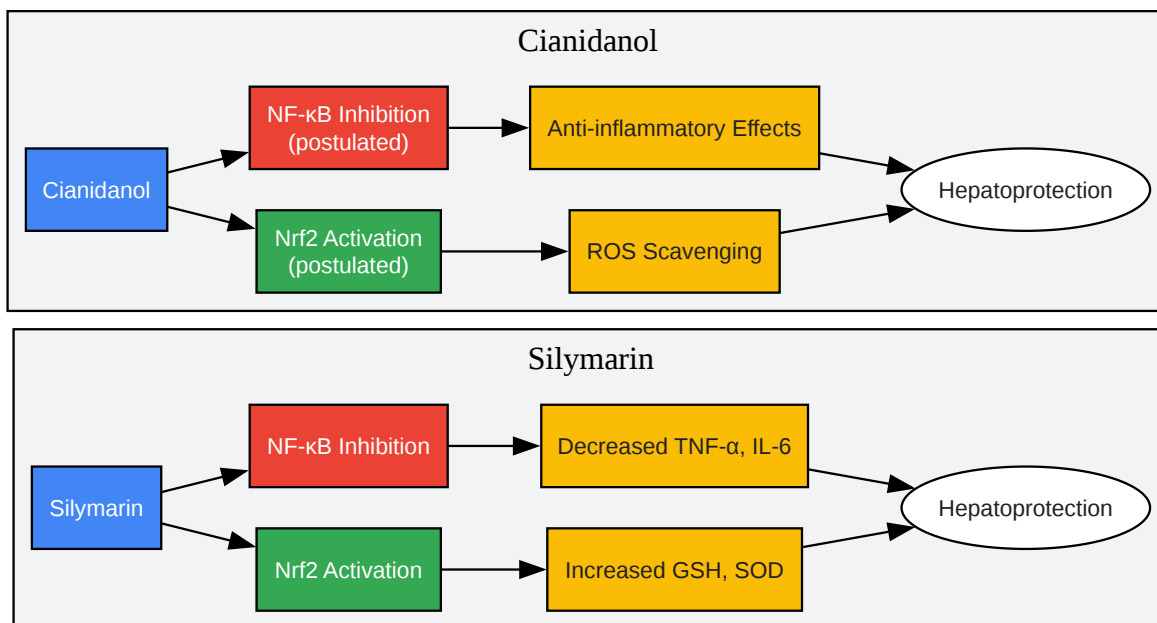 Cianidanol
NF-κB Inhibition
(postulated)
Anti-inflammatory Effects
Cianidanol
Hepatoprotection
Nrf2 Activation
(postulated)
ROS Scavenging
Silymarin
NF-κB Inhibition
Decreased TNF-α, IL-6
Silymarin
Hepatoprotection
Nrf2 Activation
Increased GSH, SOD